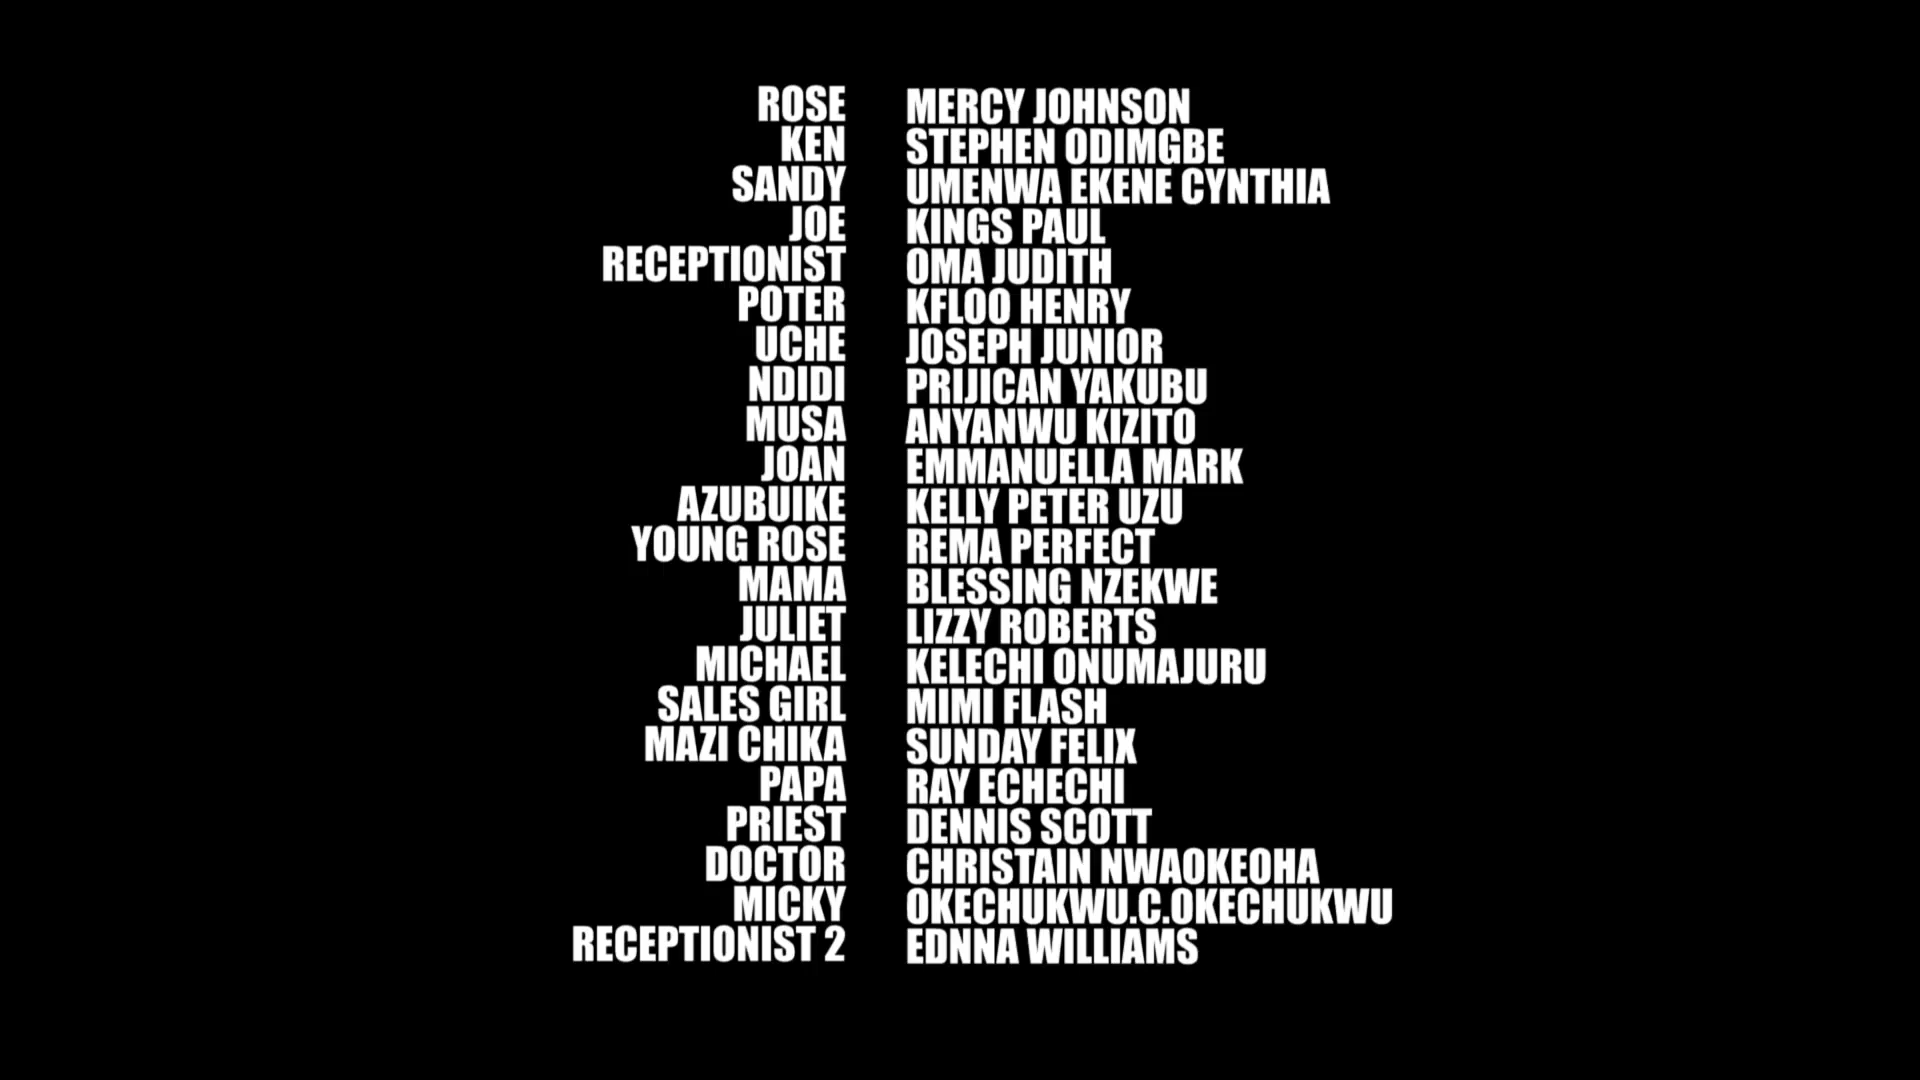 ROSE MERCY JOHNSON
KEN STEPHEN ODIMGBE
SANDY UMENWA EKENE CYNTHIA
JOE KINGS PAUL
RECEPTIONIST OMA JUDITH
POTER KFLOO HENRY
UCHE JOSEPH JUNIOR
NDIDI PRIJICAN YAKUBU
MUSA ANYANWU KIZITO
JOAN EMMANUELLA MARK
AZUBUIKE KELLY PETER UZU
YOUNG ROSE REMA PERFECT
MAMA BLESSING NZEKWE
JULIET LIZZY ROBERTS
MICHAEL KELECHI ONUMAJURU
SALES GIRL MIMI FLASH
MAZI CHIKA SUNDAY FELIX
PAPA RAY ECHECHI
PRIEST DENNIS SCOTT
DOCTOR CHRISTAIN NWAOKEOHA
MICKY OKECHUKWU.C.OKECHUKWU
RECEPTIONIST 2 EDNNA WILLIAMS